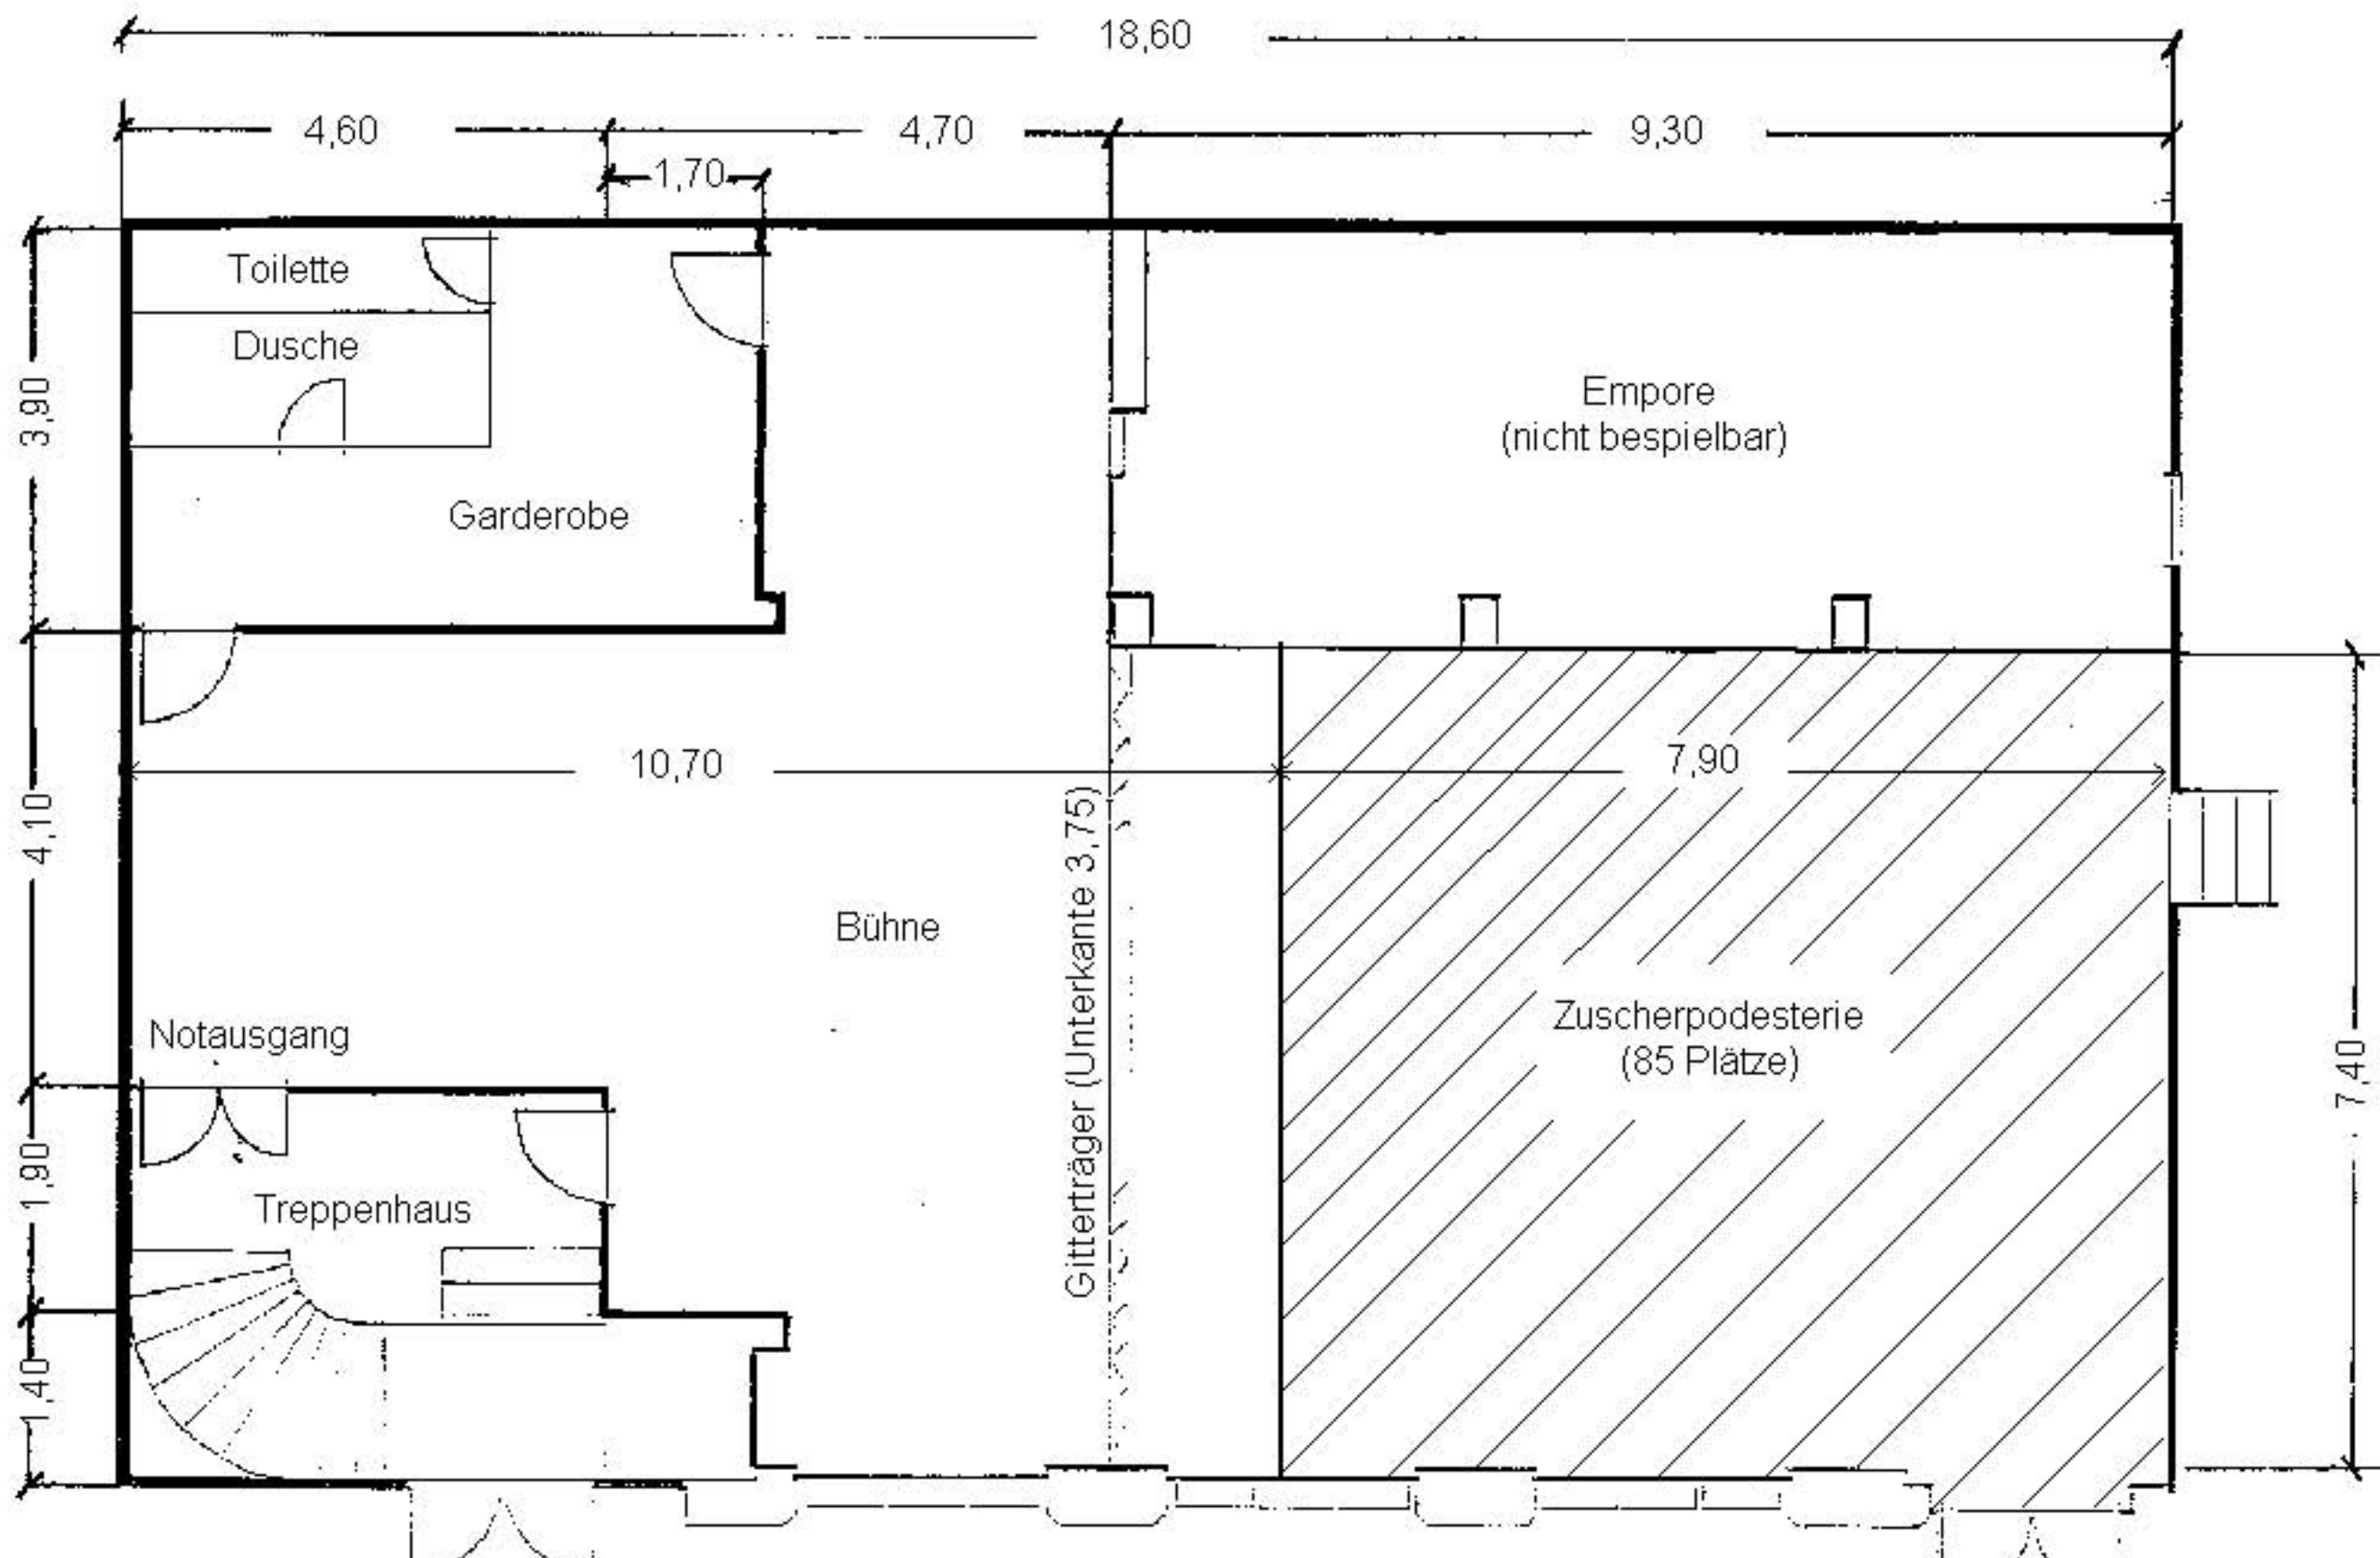 18,60
4,60
4,70
9,30
1,70
Toilette
Dusche
3,90
Empore
(nicht bespielbar)
Garderobe
10,70
7,90
4,10
Gitterträger (Unterkante 3,75)
Bühne
Zuscherpodesterie
(85 Plätze)
Notausgang
7,40
1,90
Treppenhaus
1,40